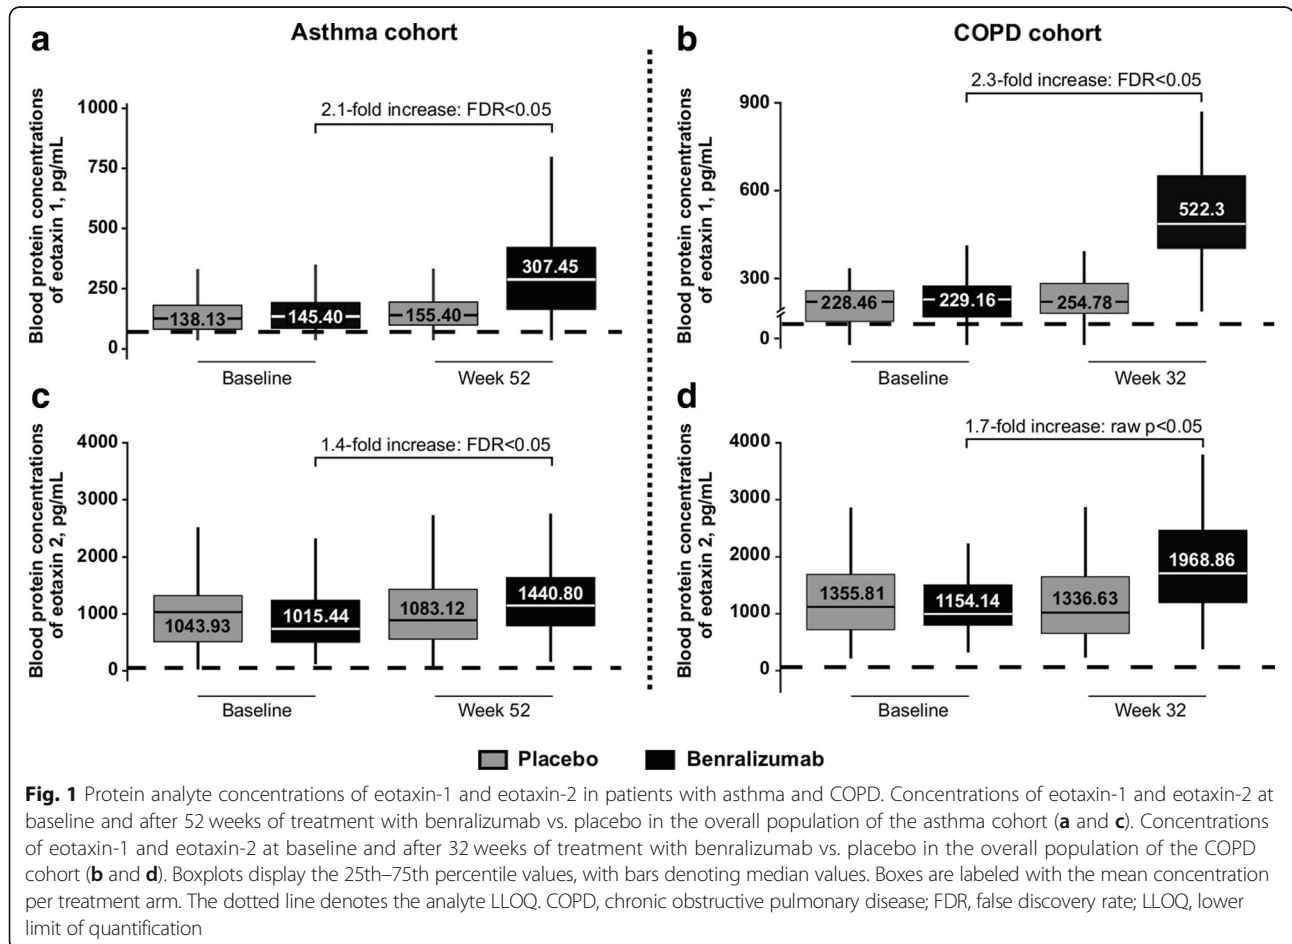 a
Asthma cohort
Blood protein concentrations
of eotaxin 1, pg/mL
1000
750
500
250
0
2.1-fold increase: FDR<0.05
138.13
145.40
155.40
307.45
Baseline
Week 52
b
COPD cohort
Blood protein concentrations
of eotaxin 1, pg/mL
900
600
300
0
2.3-fold increase: FDR<0.05
228.46
229.16
254.78
522.3
Baseline
Week 32
c
Blood protein concentrations
of eotaxin 2, pg/mL
4000
3000
2000
1000
0
1.4-fold increase: FDR<0.05
1043.93
1015.44
1083.12
1440.80
Baseline
Week 52
d
Blood protein concentrations
of eotaxin 2, pg/mL
4000
3000
2000
1000
0
1.7-fold increase: raw p<0.05
1355.81
1154.14
1336.63
1968.86
Baseline
Week 32
Placebo
Benralizumab
Fig. 1 Protein analyte concentrations of eotaxin-1 and eotaxin-2 in patients with asthma and COPD. Concentrations of eotaxin-1 and eotaxin-2 at
baseline and after 52 weeks of treatment with benralizumab vs. placebo in the overall population of the asthma cohort (a and c). Concentrations
of eotaxin-1 and eotaxin-2 at baseline and after 32 weeks of treatment with benralizumab vs. placebo in the overall population of the COPD
cohort (b and d). Boxplots display the 25th–75th percentile values, with bars denoting median values. Boxes are labeled with the mean concentration
per treatment arm. The dotted line denotes the analyte LLOQ. COPD, chronic obstructive pulmonary disease; FDR, false discovery rate; LLOQ, lower
limit of quantification